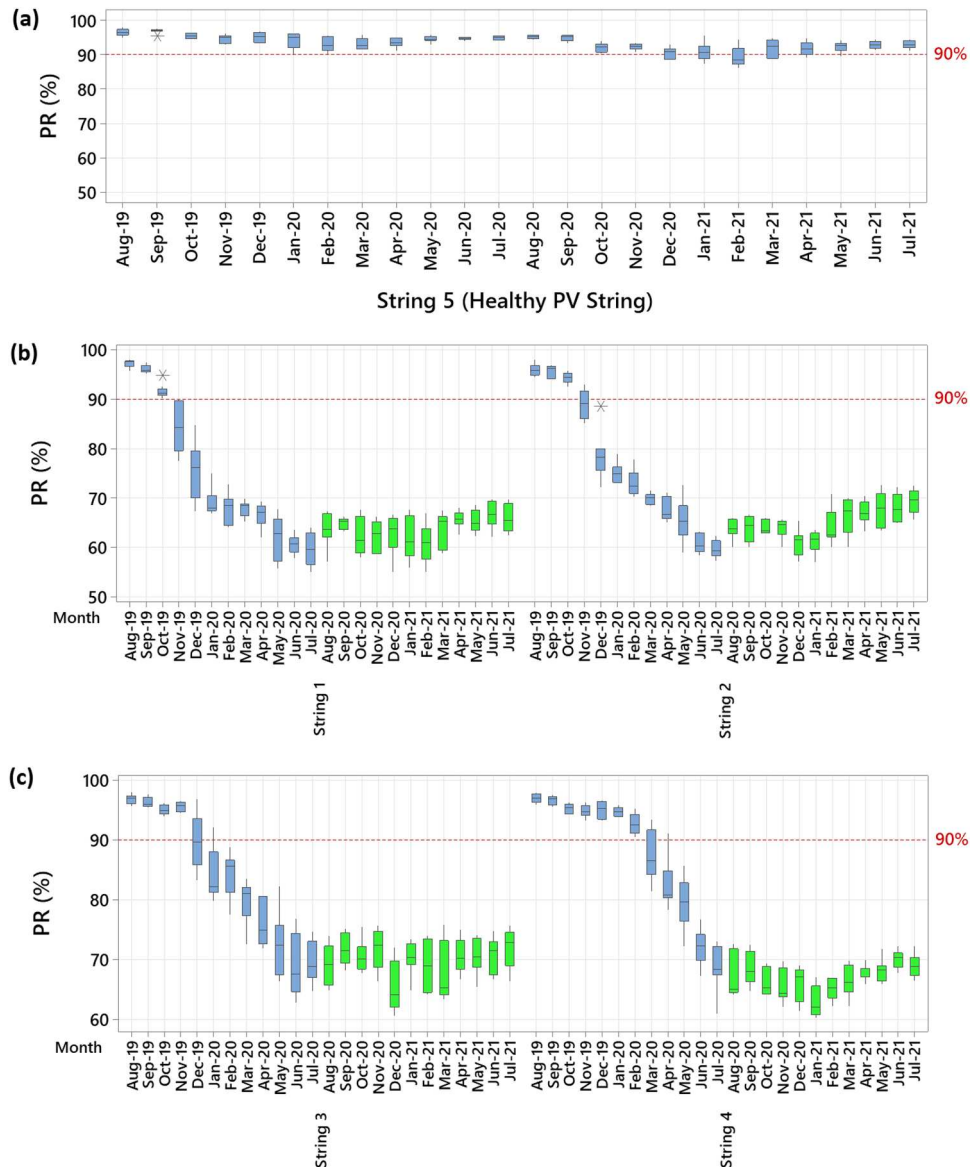 (a)
100
90
80
70
60
50
PR (%)
90%
Aug-19 Sep-19 Oct-19 Nov-19 Dec-19 Jan-20 Feb-20 Mar-20 Apr-20 May-20 Jun-20 Jul-20 Aug-20 Sep-20 Oct-20 Nov-20 Dec-20 Jan-21 Feb-21 Mar-21 Apr-21 May-21 Jun-21 Jul-21
String 5 (Healthy PV String)
(b)
100
90
80
70
60
50
PR (%)
90%
Month
Aug-19 Sep-19 Oct-19 Nov-19 Dec-19 Jan-20 Feb-20 Mar-20 Apr-20 May-20 Jun-20 Jul-20 Aug-20 Sep-20 Oct-20 Nov-20 Dec-20 Jan-21 Feb-21 Mar-21 Apr-21 May-21 Jun-21 Jul-21
Aug-19 Sep-19 Oct-19 Nov-19 Dec-19 Jan-20 Feb-20 Mar-20 Apr-20 May-20 Jun-20 Jul-20 Aug-20 Sep-20 Oct-20 Nov-20 Dec-20 Jan-21 Feb-21 Mar-21 Apr-21 May-21 Jun-21 Jul-21
String 1
String 2
(c)
100
90
80
70
60
PR (%)
90%
Month
Aug-19 Sep-19 Oct-19 Nov-19 Dec-19 Jan-20 Feb-20 Mar-20 Apr-20 May-20 Jun-20 Jul-20 Aug-20 Sep-20 Oct-20 Nov-20 Dec-20 Jan-21 Feb-21 Mar-21 Apr-21 May-21 Jun-21 Jul-21
Aug-19 Sep-19 Oct-19 Nov-19 Dec-19 Jan-20 Feb-20 Mar-20 Apr-20 May-20 Jun-20 Jul-20 Aug-20 Sep-20 Oct-20 Nov-20 Dec-20 Jan-21 Feb-21 Mar-21 Apr-21 May-21 Jun-21 Jul-21
String 3
String 4